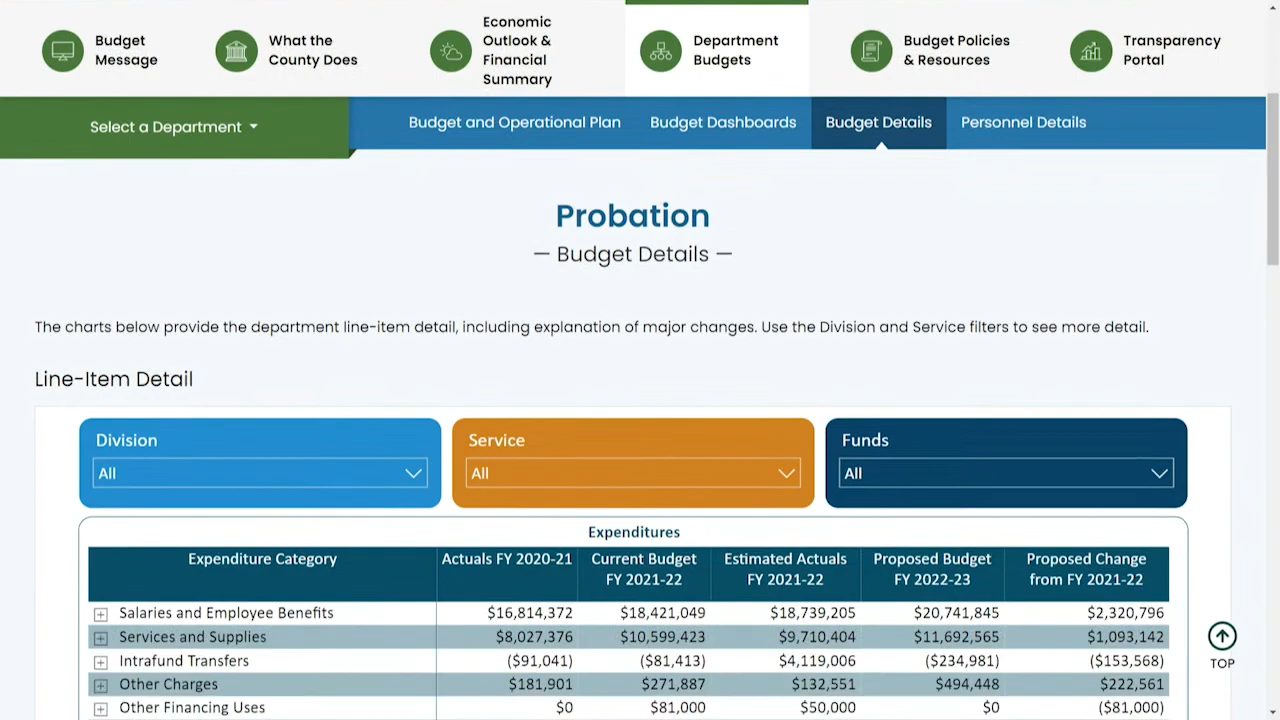 Budget Message
What the County Does
Economic Outlook & Financial Summary
Department Budgets
Budget Policies & Resources
Transparency Portal
Select a Department
Budget and Operational Plan
Budget Dashboards
Budget Details
Personnel Details
Probation
— Budget Details —
The charts below provide the department line-item detail, including explanation of major changes. Use the Division and Service filters to see more detail.
Line-Item Detail
Division
All
Service
All
Funds
All
Expenditures
Expenditure Category Actuals FY 2020-21 Current Budget FY 2021-22 Estimated Actuals FY 2021-22 Proposed Budget FY 2022-23 Proposed Change from FY 2021-22
Salaries and Employee Benefits $16,814,372 $18,421,049 $18,739,205 $20,741,845 $2,320,796
Services and Supplies $8,027,376 $10,599,423 $9,710,404 $11,692,565 $1,093,142
Intrafund Transfers ($91,041) ($81,413) $4,119,006 ($234,981) ($153,568)
Other Charges $181,901 $271,887 $132,551 $494,448 $222,561
Other Financing Uses $0 $81,000 $50,000 $0 ($81,000)
TOP